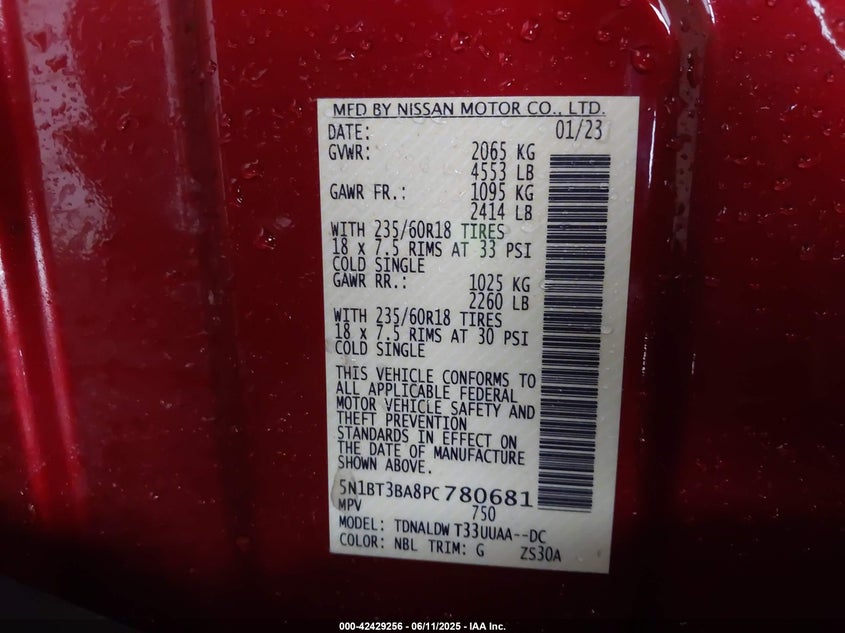 MFD BY NISSAN MOTOR CO., LTD.
DATE: 01/23
GVWR: 2065 KG
4553 LB
GAWR FR.: 1095 KG
2414 LB
WITH 235/60R18 TIRES
18 x 7.5 RIMS AT 33 PSI
COLD SINGLE
GAWR RR.: 1025 KG
2260 LB
WITH 235/60R18 TIRES
18 x 7.5 RIMS AT 30 PSI
COLD SINGLE
THIS VEHICLE CONFORMS TO
ALL APPLICABLE FEDERAL
MOTOR VEHICLE SAFETY AND
THEFT PREVENTION
STANDARDS IN EFFECT ON
THE DATE OF MANUFACTURE
SHOWN ABOVE.
5N1BT3BA8PC780681
MPV 750
MODEL: TDNALDW T33UUAA--DC
COLOR: NBL TRIM: G ZS30A
000-42429256 - 06/11/2025 - IAA Inc.